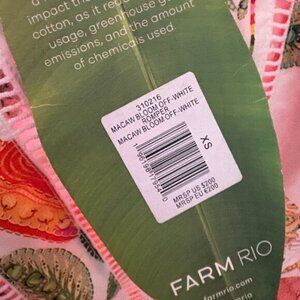 impact th
cotton, as it re
usage, greenhouse g
emissions, and the amount
of chemicals used.
310216
MACAW BLOOM OFF-WHITE
ROMPER
MACAW BLOOM OFF-WHITE
XS
MRSP US $200
MRSP EU €200
FARM RIO
farmrio.com